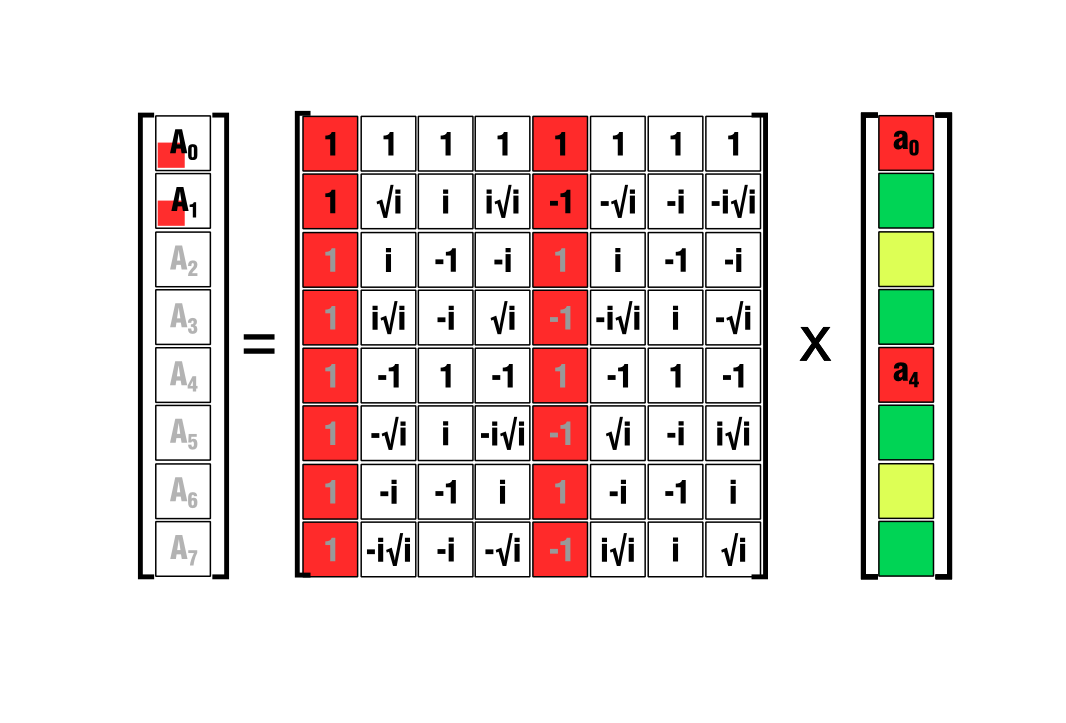 A₀ 1 1 1 1 1 1 1 1 a₀
A₁ 1 √i i i√i -1 -√i -i -i√i
A₂ 1 i -1 -i 1 i -1 -i
A₃ 1 i√i -i √i -1 -i√i i -√i
= x
A₄ 1 -1 1 -1 1 -1 1 -1 a₄
A₅ 1 -√i i -i√i -1 √i -i i√i
A₆ 1 -i -1 i 1 -i -1 i
A₇ 1 -i√i -i -√i -1 i√i i √i